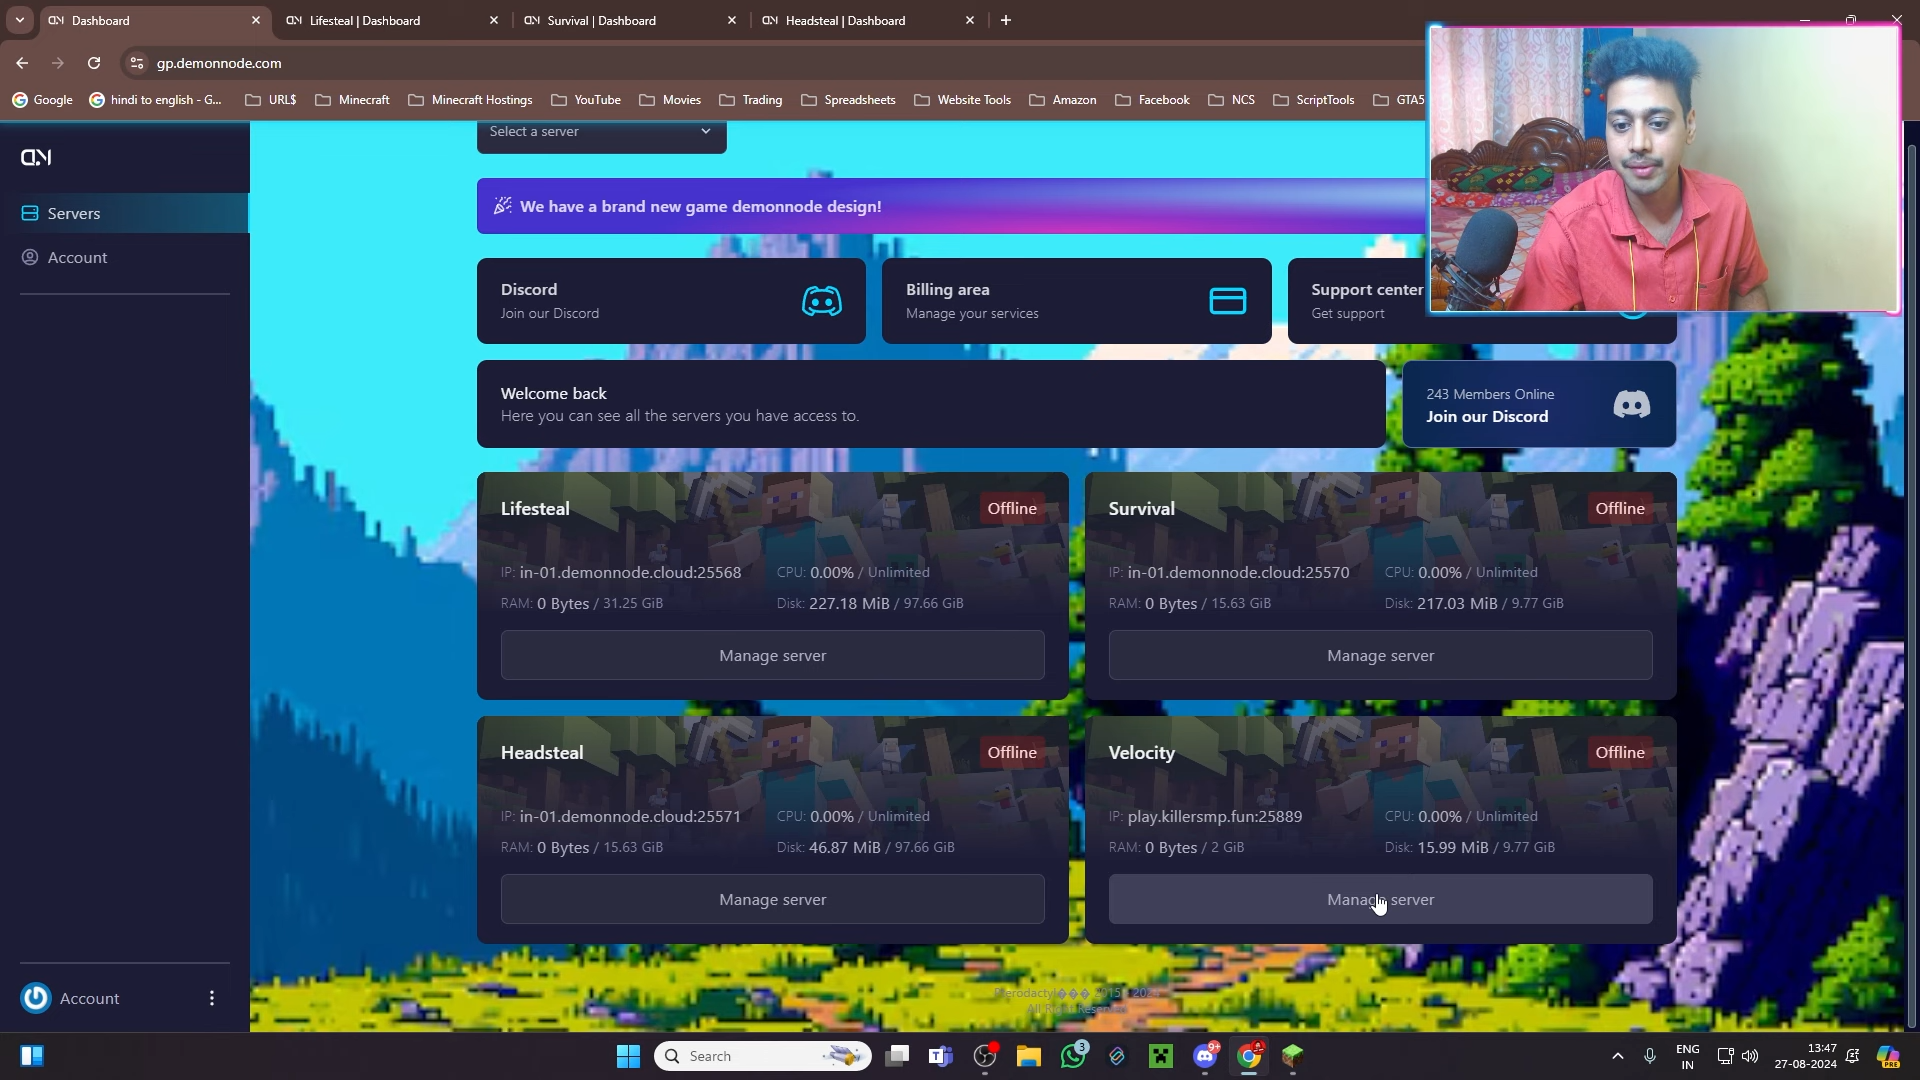 Dashboard
Lifesteal | Dashboard
Survival | Dashboard
Headsteal | Dashboard
gp.demonnode.com
Google
hindi to english - G...
URL$
Minecraft
Minecraft Hostings
YouTube
Movies
Trading
Spreadsheets
Website Tools
Amazon
Facebook
NCS
ScriptTools
GTA5
Servers
Account
Select a server
We have a brand new game demonnode design!
Discord
Join our Discord
Billing area
Manage your services
Support center
Get support
Welcome back
Here you can see all the servers you have access to.
243 Members Online
Join our Discord
Lifesteal
Offline
IP: in-01.demonnode.cloud:25568
CPU: 0.00% / Unlimited
RAM: 0 Bytes / 31.25 GiB
Disk: 227.18 MiB / 97.66 GiB
Manage server
Survival
Offline
IP: in-01.demonnode.cloud:25570
CPU: 0.00% / Unlimited
RAM: 0 Bytes / 15.63 GiB
Disk: 217.03 MiB / 9.77 GiB
Manage server
Headsteal
Offline
IP: in-01.demonnode.cloud:25571
CPU: 0.00% / Unlimited
RAM: 0 Bytes / 15.63 GiB
Disk: 46.87 MiB / 97.66 GiB
Manage server
Velocity
Offline
IP: play.killersmp.fun:25889
CPU: 0.00% / Unlimited
RAM: 0 Bytes / 2 GiB
Disk: 15.99 MiB / 9.77 GiB
Manage server
Account
Search
3
9+
ENG
IN
13:47
27-08-2024